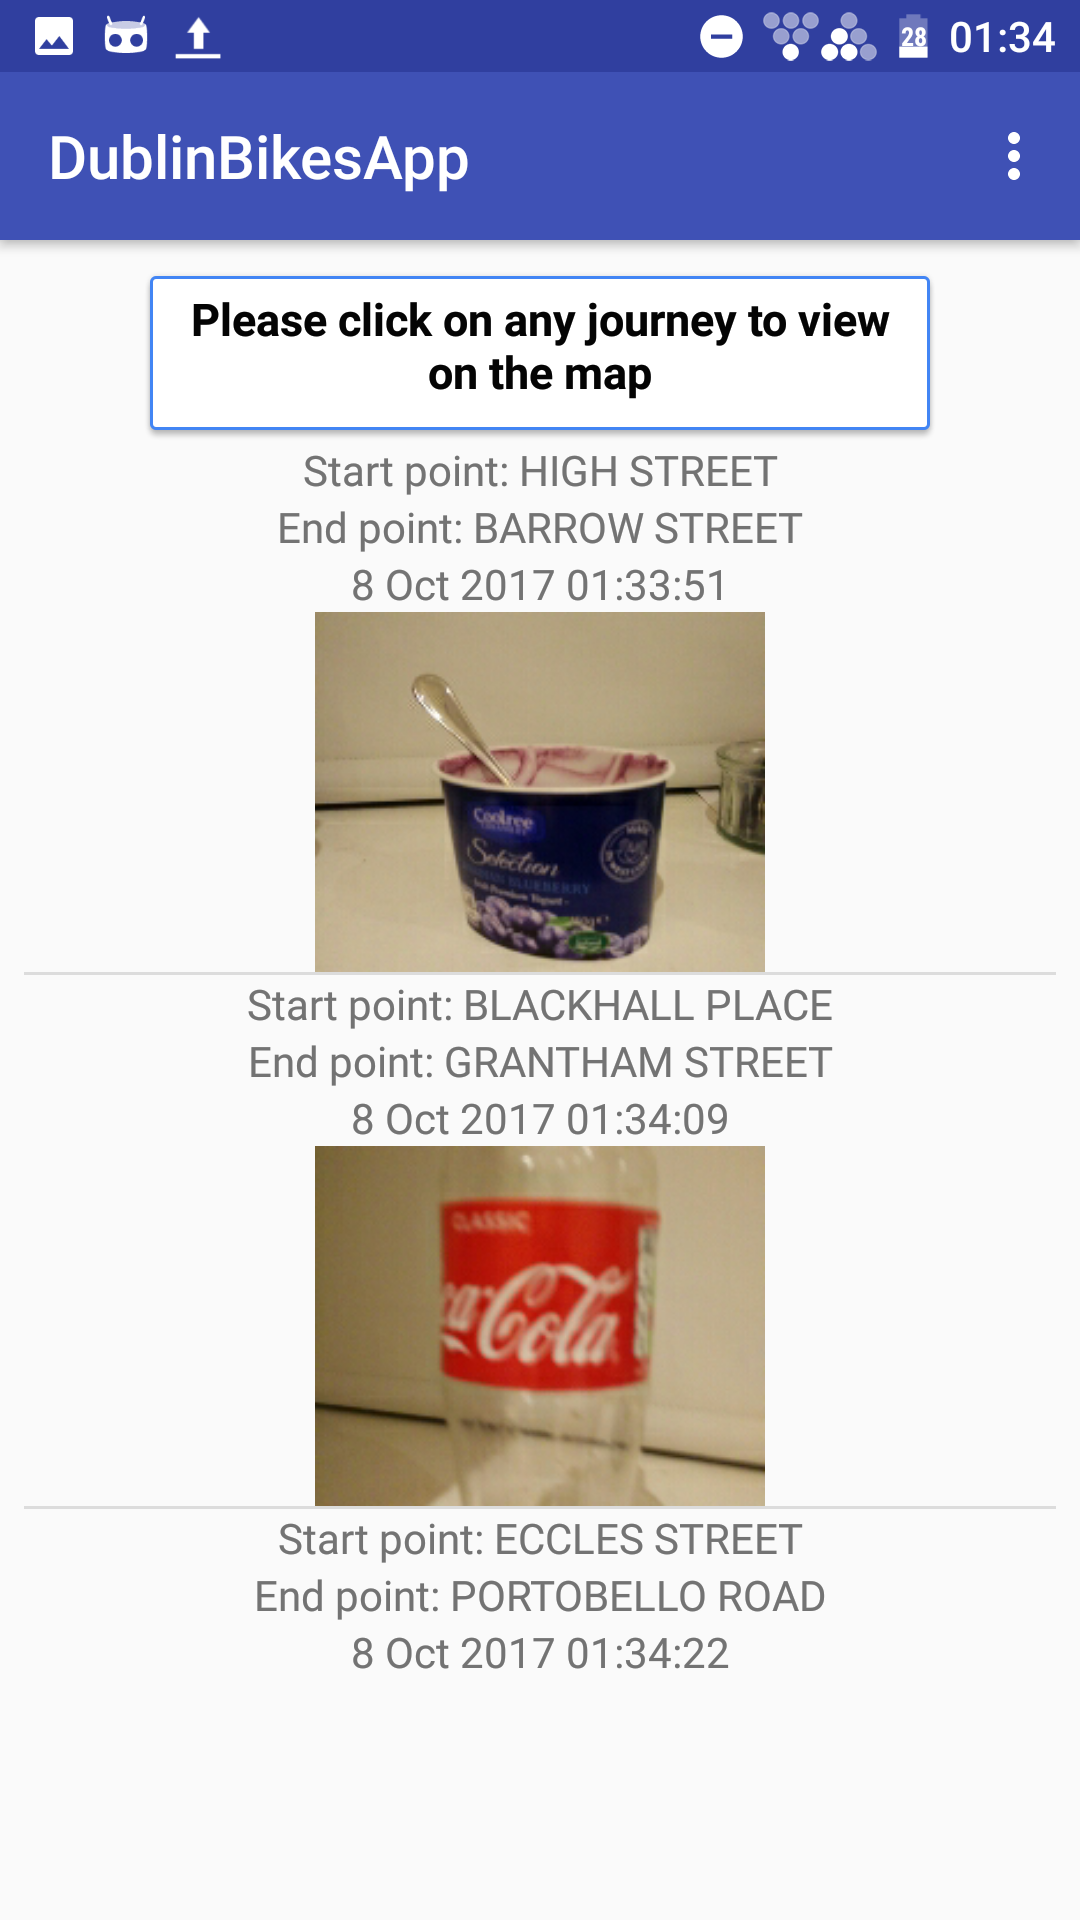 28 01:34
DublinBikesApp
Please click on any journey to view
on the map
Start point: HIGH STREET
End point: BARROW STREET
8 Oct 2017 01:33:51
Coolree
Selection
BLUEBERRY
Start point: BLACKHALL PLACE
End point: GRANTHAM STREET
8 Oct 2017 01:34:09
CLASSIC
ca-Cola
Start point: ECCLES STREET
End point: PORTOBELLO ROAD
8 Oct 2017 01:34:22